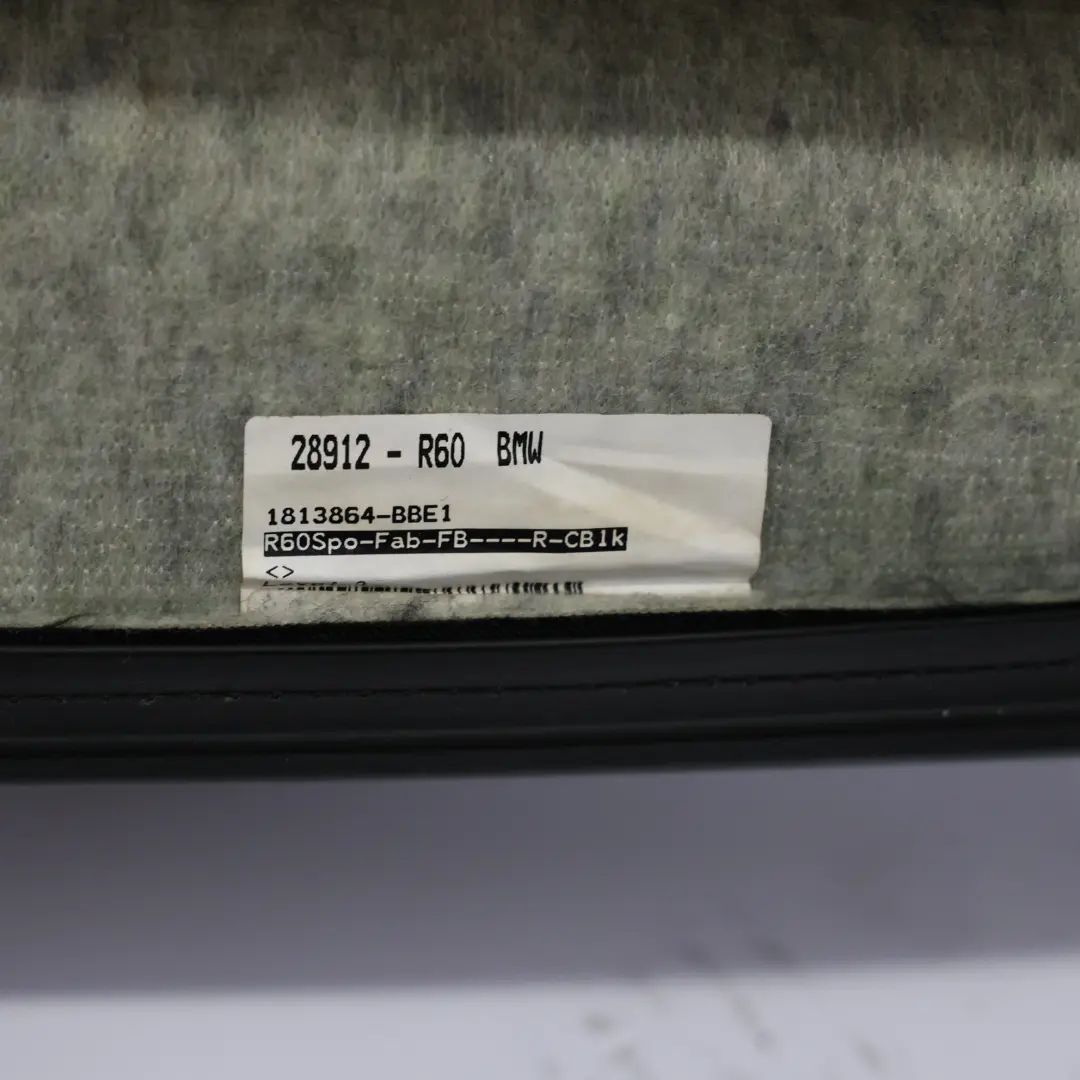 28912 - R60 BMW
1813864-BBE1
R60Spo-Fab-FB----R-CBlk
<>